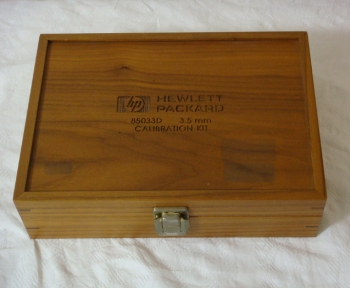 hp HEWLETT
PACKARD
85033D 3.5 mm
CALIBRATION KIT